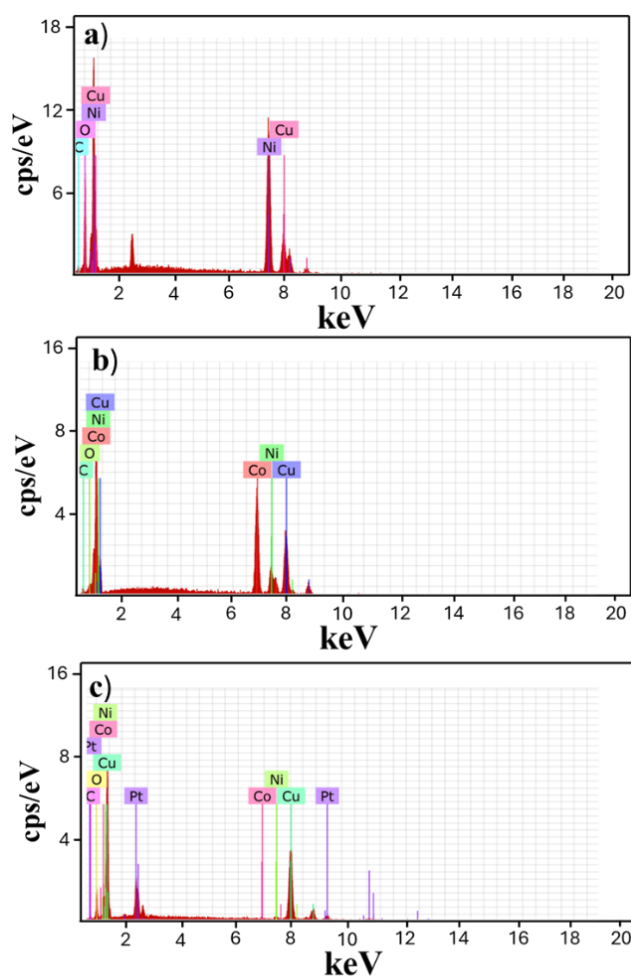 a)
18
12
6
cps/eV
Cu
Ni
O
C
Cu
Ni
2 4 6 8 10 12 14 16 18 20
keV
b)
16
8
4
cps/eV
Cu
Ni
Co
O
C
Ni
Co Cu
2 4 6 8 10 12 14 16 18 20
keV
c)
16
8
4
cps/eV
Ni
Co
Pt
Cu
O
C
Pt
Ni
Co Cu Pt
2 4 6 8 10 12 14 16 18 20
keV